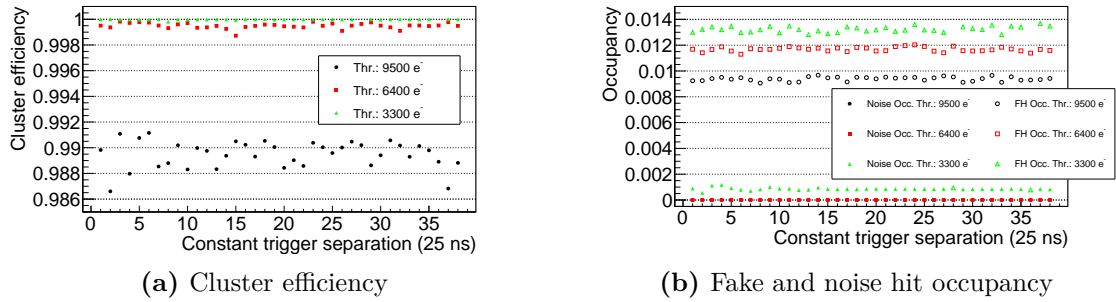 Cluster efficiency
1
0.998
0.996
0.994
0.992
0.99
0.988
0.986
Thr.: 9500 e-
Thr.: 6400 e-
Thr.: 3300 e-
0 5 10 15 20 25 30 35
Constant trigger separation (25 ns)
(a) Cluster efficiency
Occupancy
0.014
0.012
0.01
0.008
0.006
0.004
0.002
0
Noise Occ. Thr.: 9500 e- FH Occ. Thr.: 9500 e-
Noise Occ. Thr.: 6400 e- FH Occ. Thr.: 6400 e-
Noise Occ. Thr.: 3300 e- FH Occ. Thr.: 3300 e-
0 5 10 15 20 25 30 35
Constant trigger separation (25 ns)
(b) Fake and noise hit occupancy